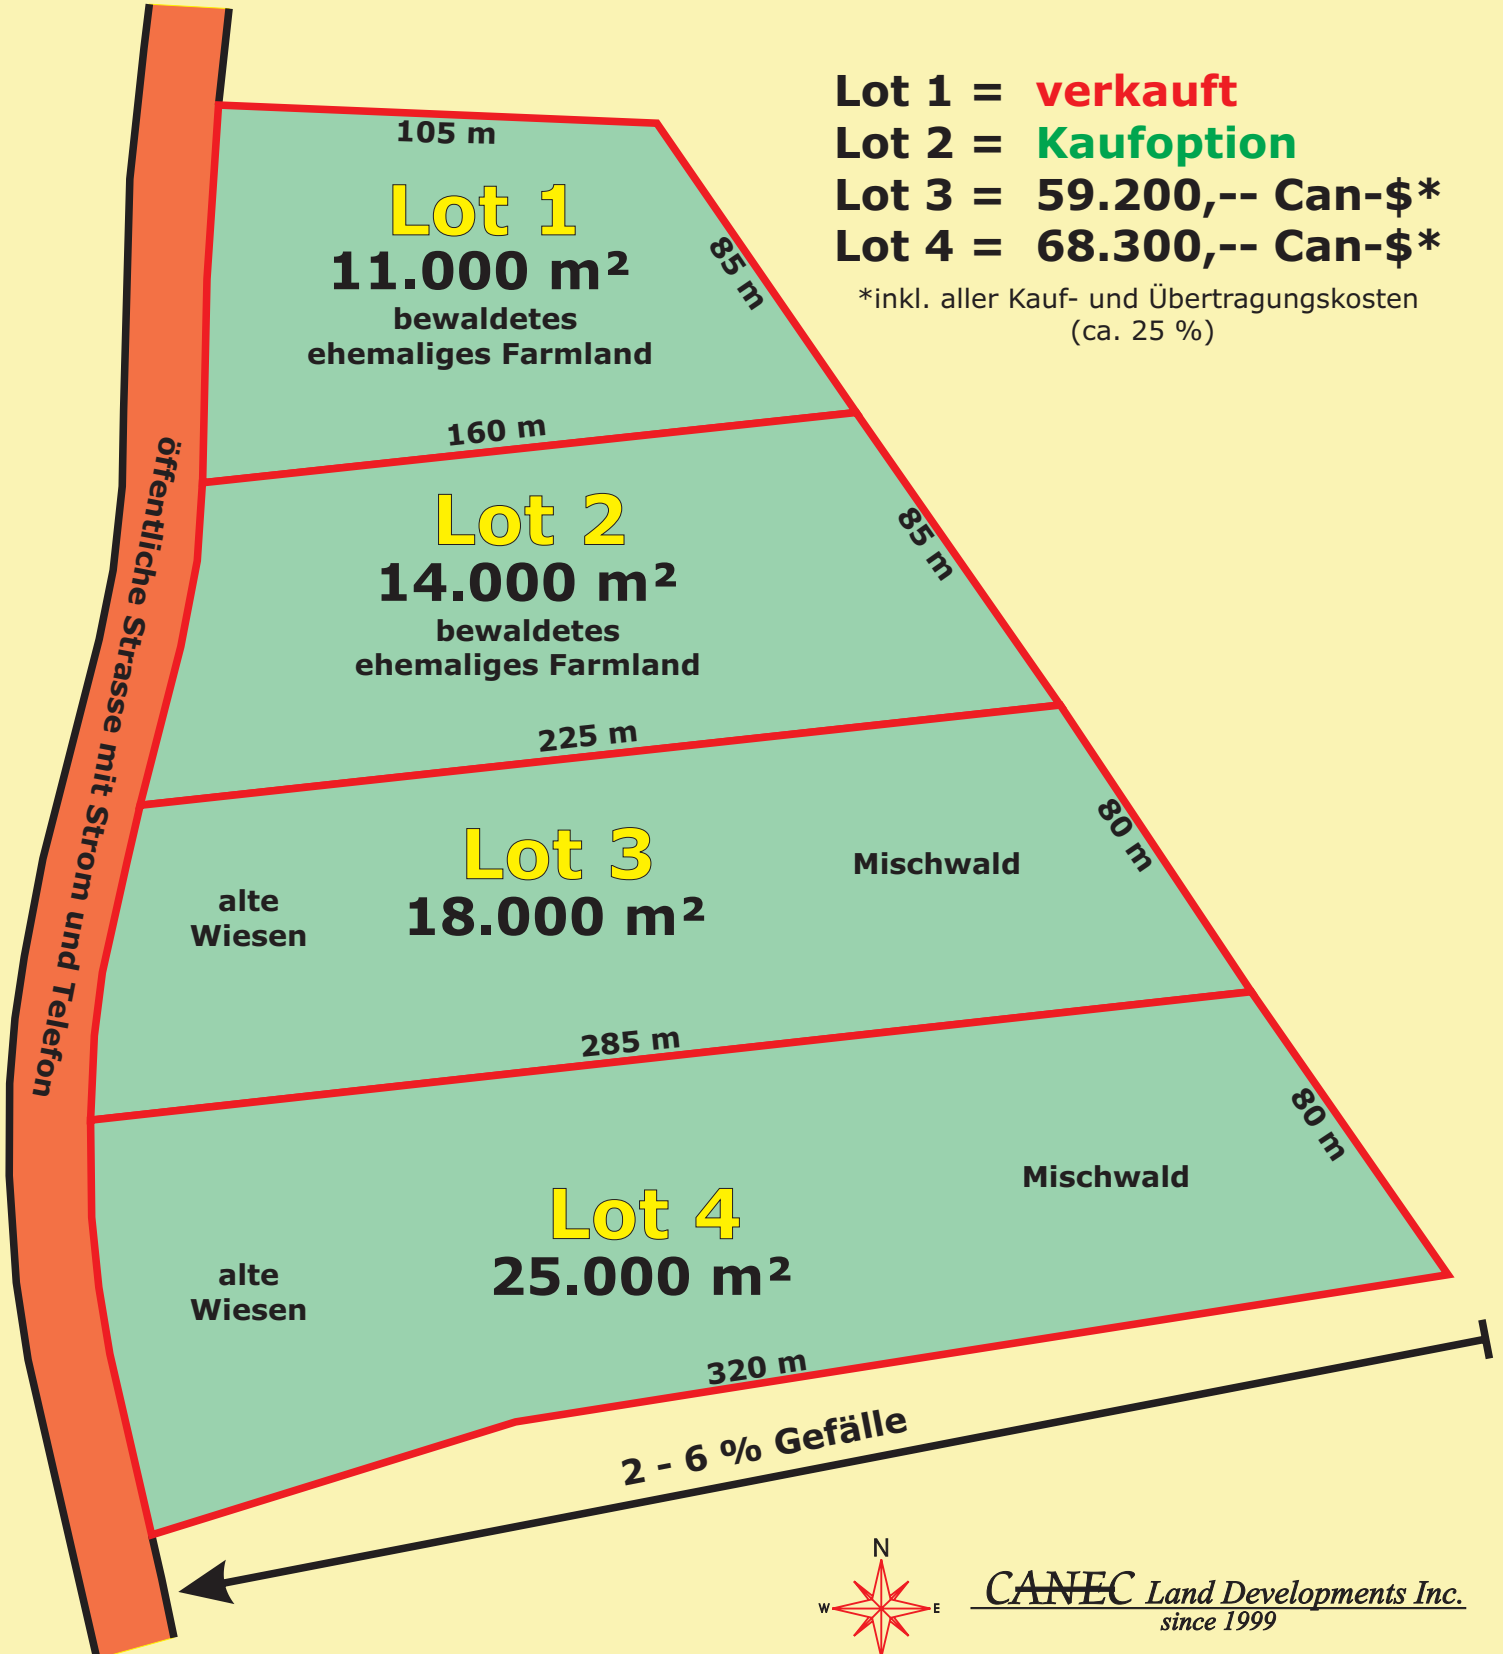 Lot 1 = verkauft
Lot 2 = Kaufoption
Lot 3 = 59.200,-- Can-$*
Lot 4 = 68.300,-- Can-$*
*inkl. aller Kauf- und Übertragungskosten
(ca. 25 %)
105 m
Lot 1
11.000 m²
bewaldetes
ehemaliges Farmland
85 m
160 m
Lot 2
14.000 m²
bewaldetes
ehemaliges Farmland
85 m
225 m
öffentliche Strasse mit Strom und Telefon
Lot 3
18.000 m²
alte
Wiesen
Mischwald
80 m
285 m
Lot 4
25.000 m²
alte
Wiesen
Mischwald
80 m
320 m
2 - 6 % Gefälle
N
W
E
CANEC Land Developments Inc.
since 1999